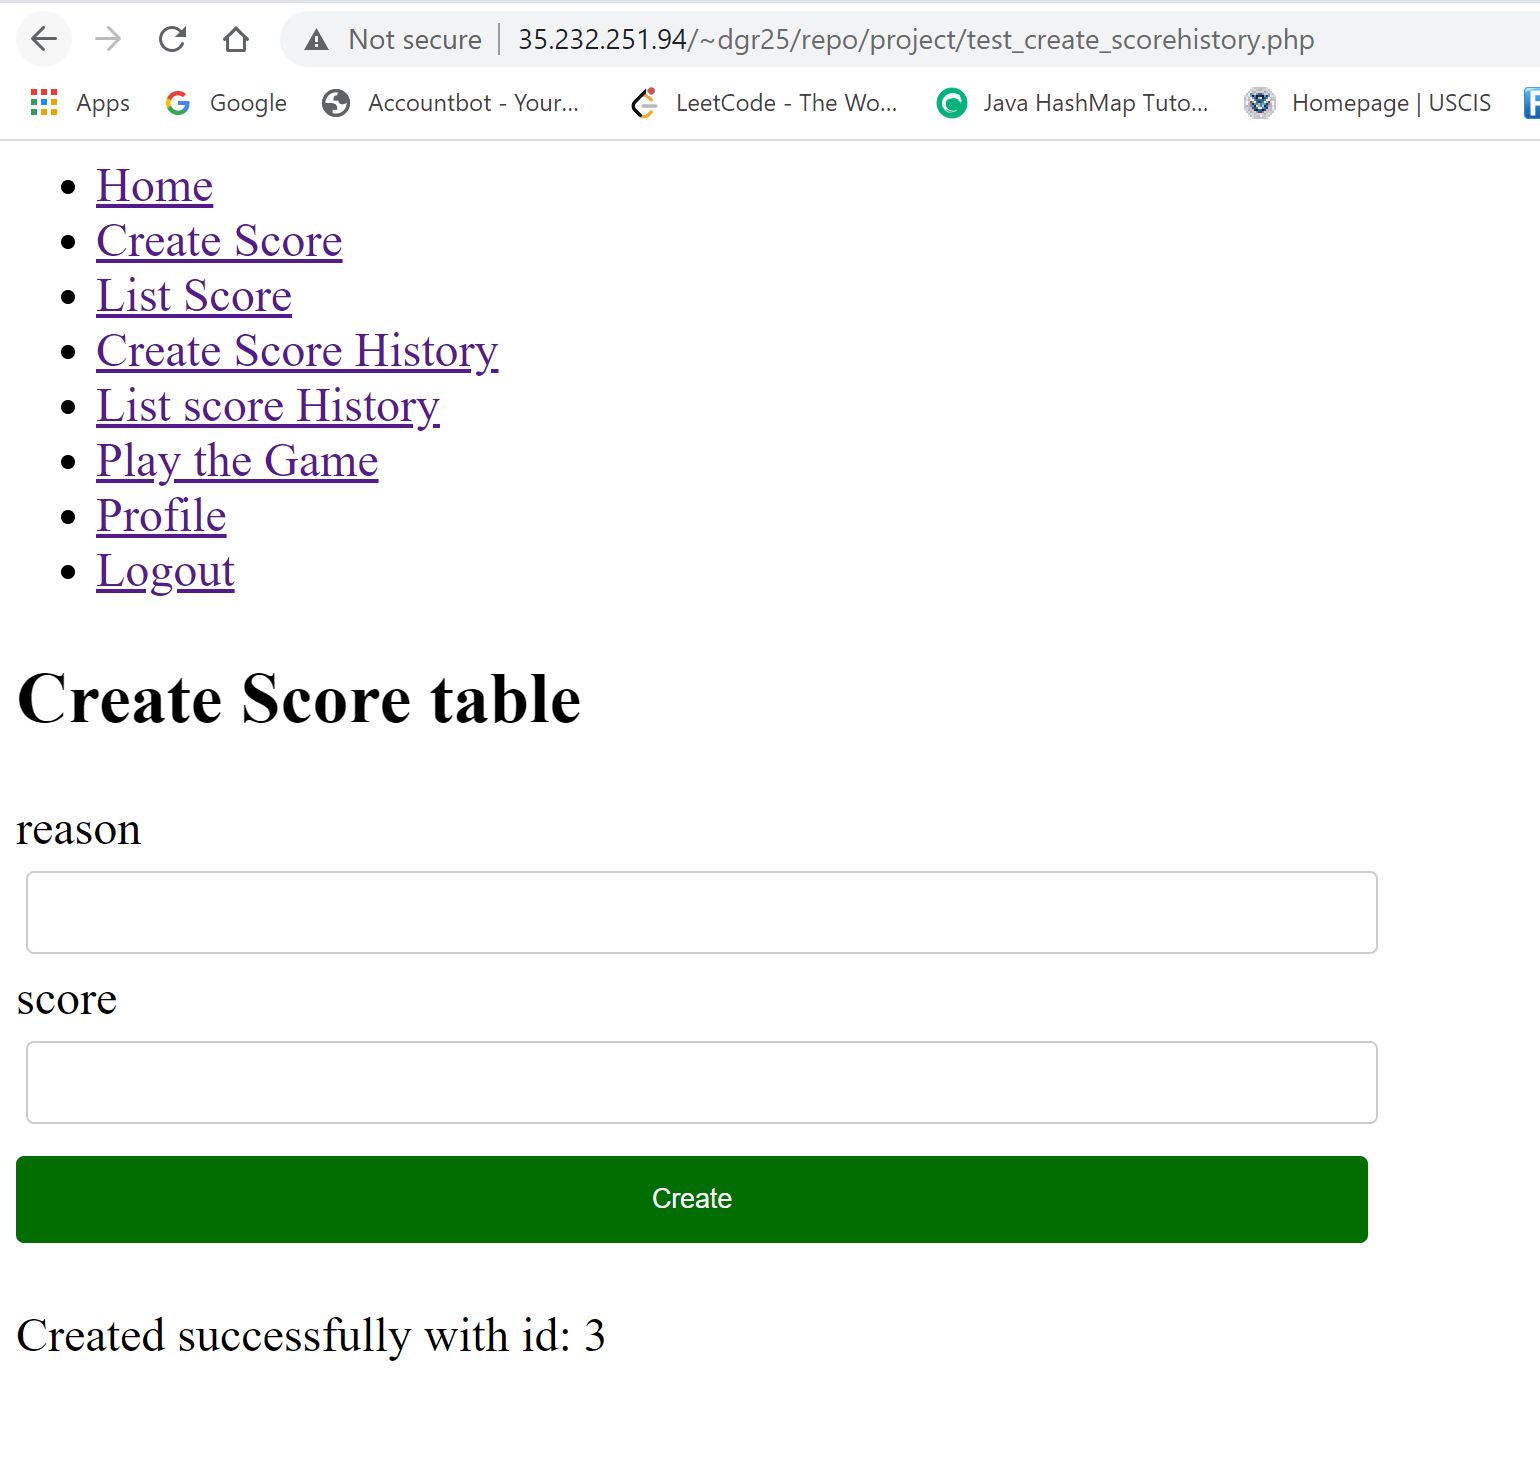 Not secure | 35.232.251.94/~dgr25/repo/project/test_create_scorehistory.php
Apps Google Accountbot - Your... LeetCode - The Wo... Java HashMap Tuto... Homepage | USCIS
Home
Create Score
List Score
Create Score History
List score History
Play the Game
Profile
Logout
Create Score table
reason
score
Create
Created successfully with id: 3